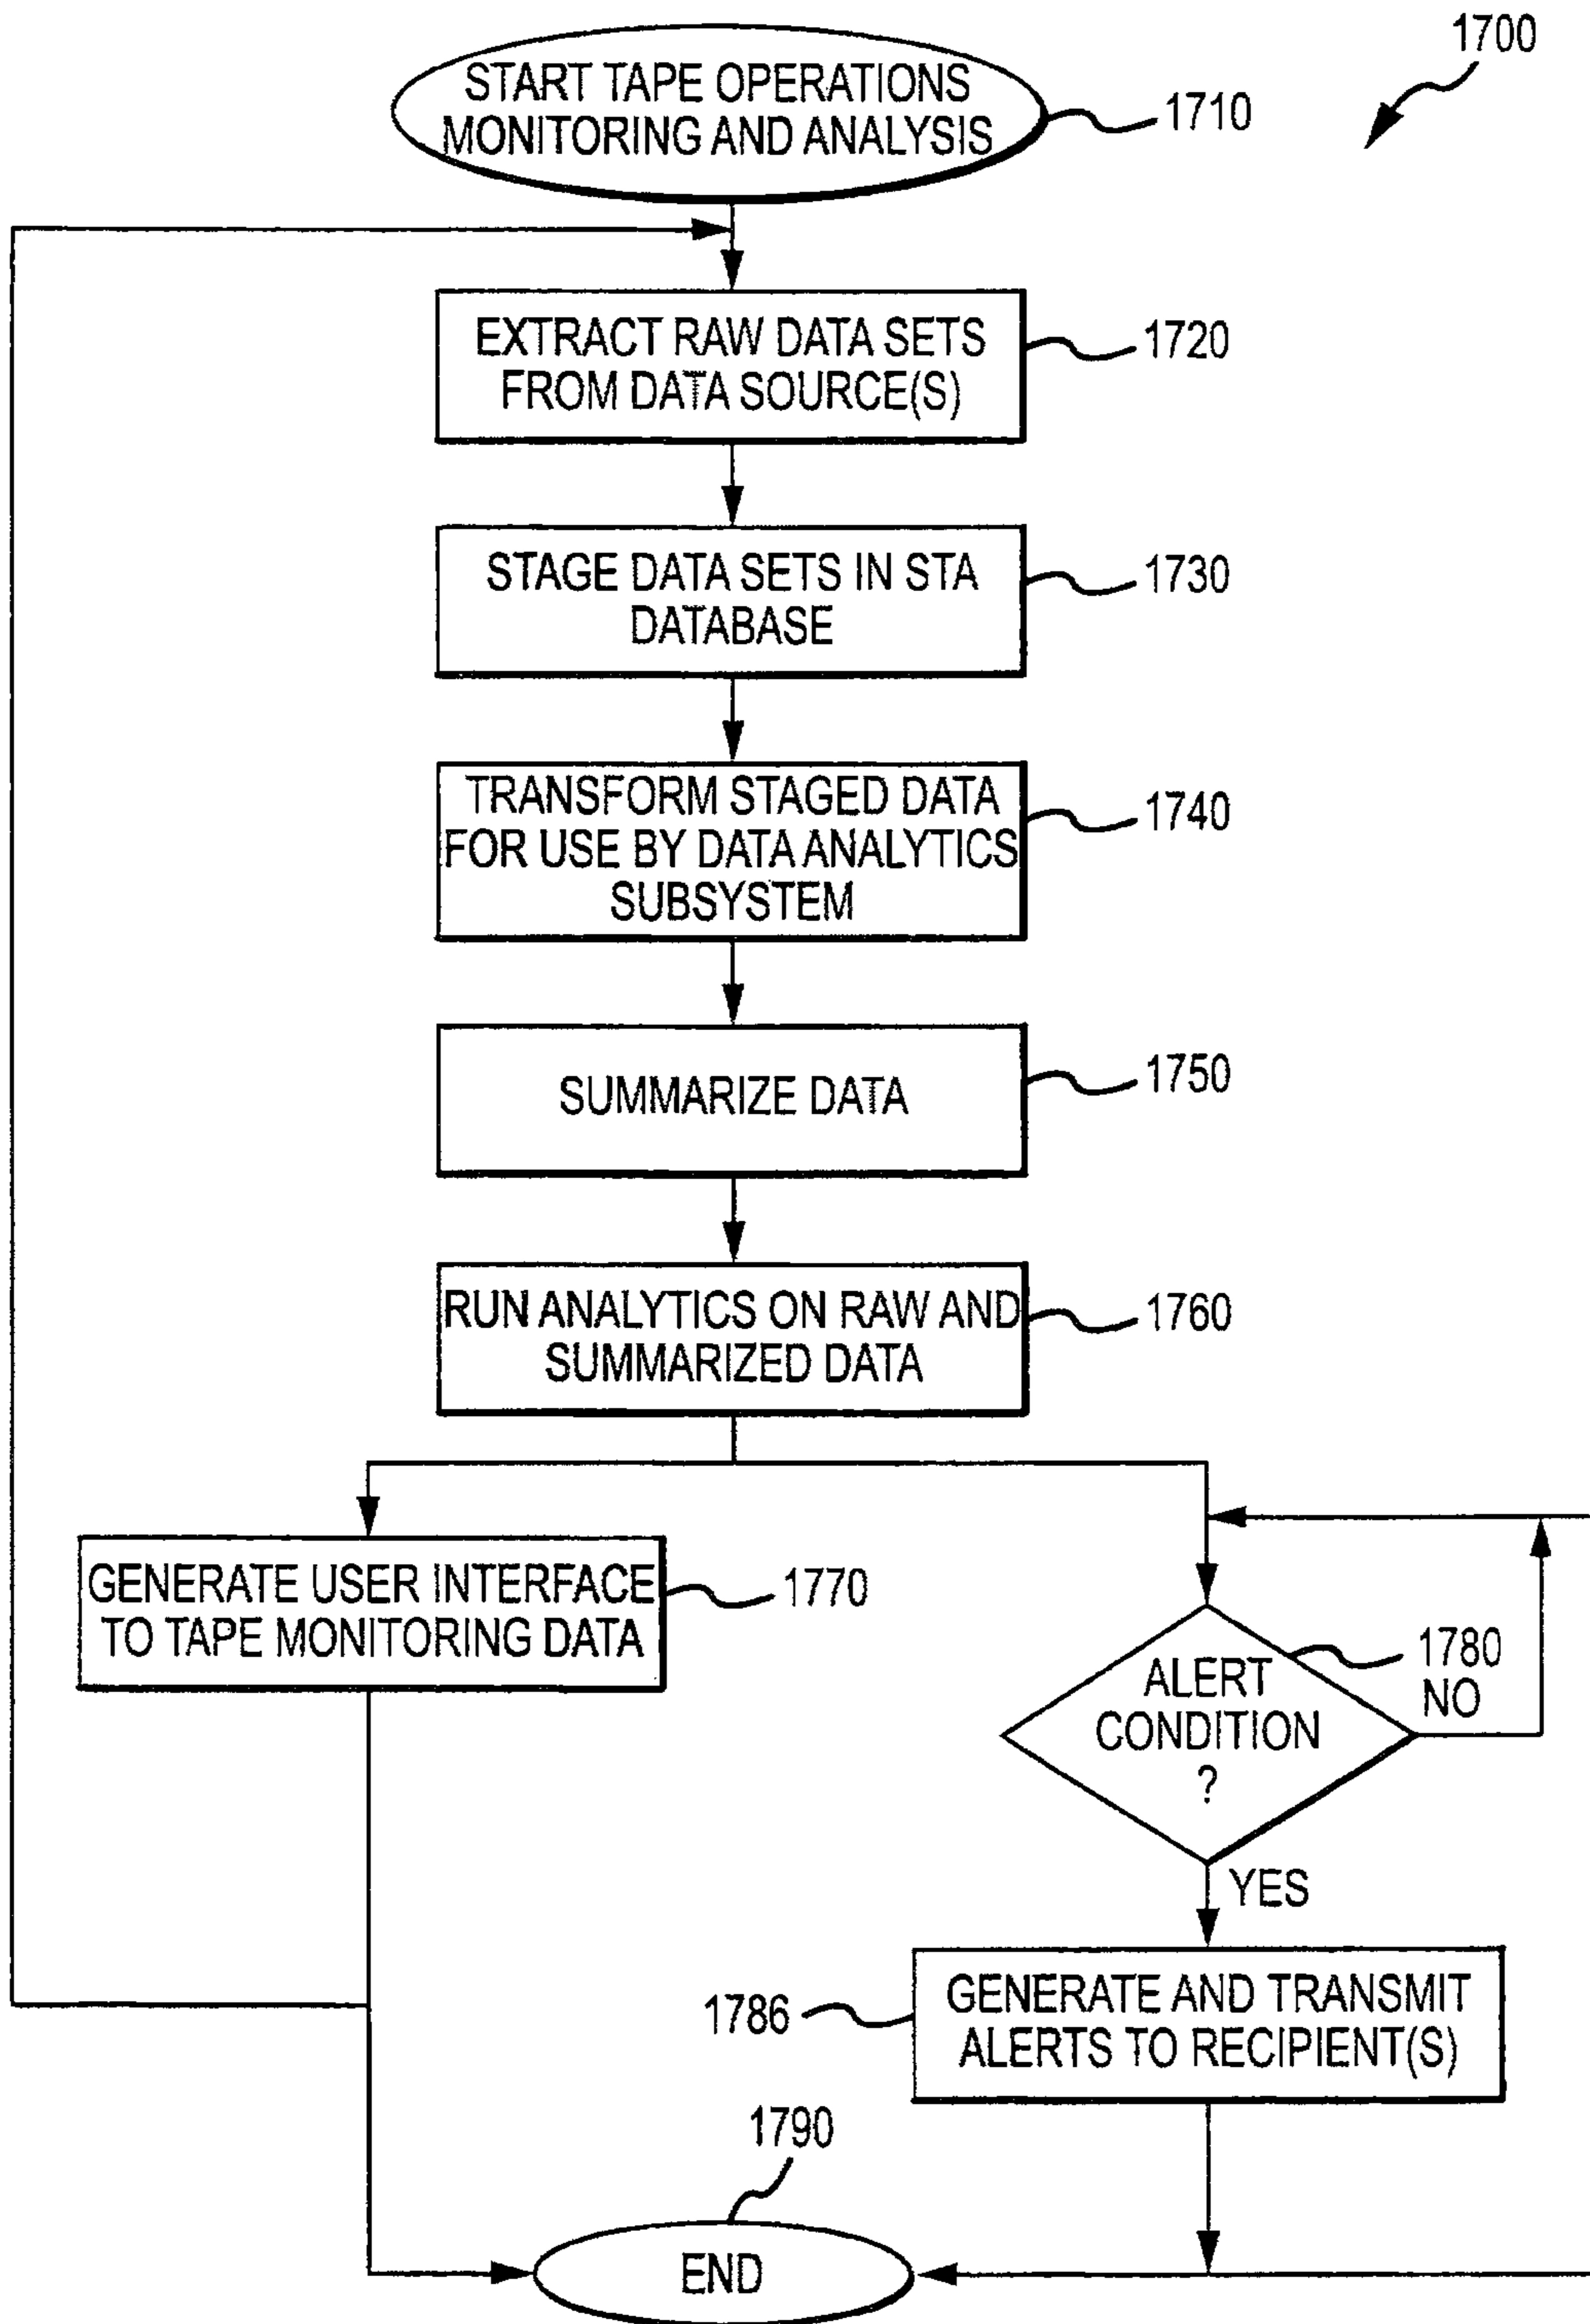 1700
START TAPE OPERATIONS
MONITORING AND ANALYSIS
1710
EXTRACT RAW DATA SETS
FROM DATA SOURCE(S)
1720
STAGE DATA SETS IN STA
DATABASE
1730
TRANSFORM STAGED DATA
FOR USE BY DATA ANALYTICS
SUBSYSTEM
1740
SUMMARIZE DATA
1750
RUN ANALYTICS ON RAW AND
SUMMARIZED DATA
1760
GENERATE USER INTERFACE
TO TAPE MONITORING DATA
1770
ALERT
CONDITION
?
1780
NO
YES
GENERATE AND TRANSMIT
ALERTS TO RECIPIENT(S)
1786
1790
END